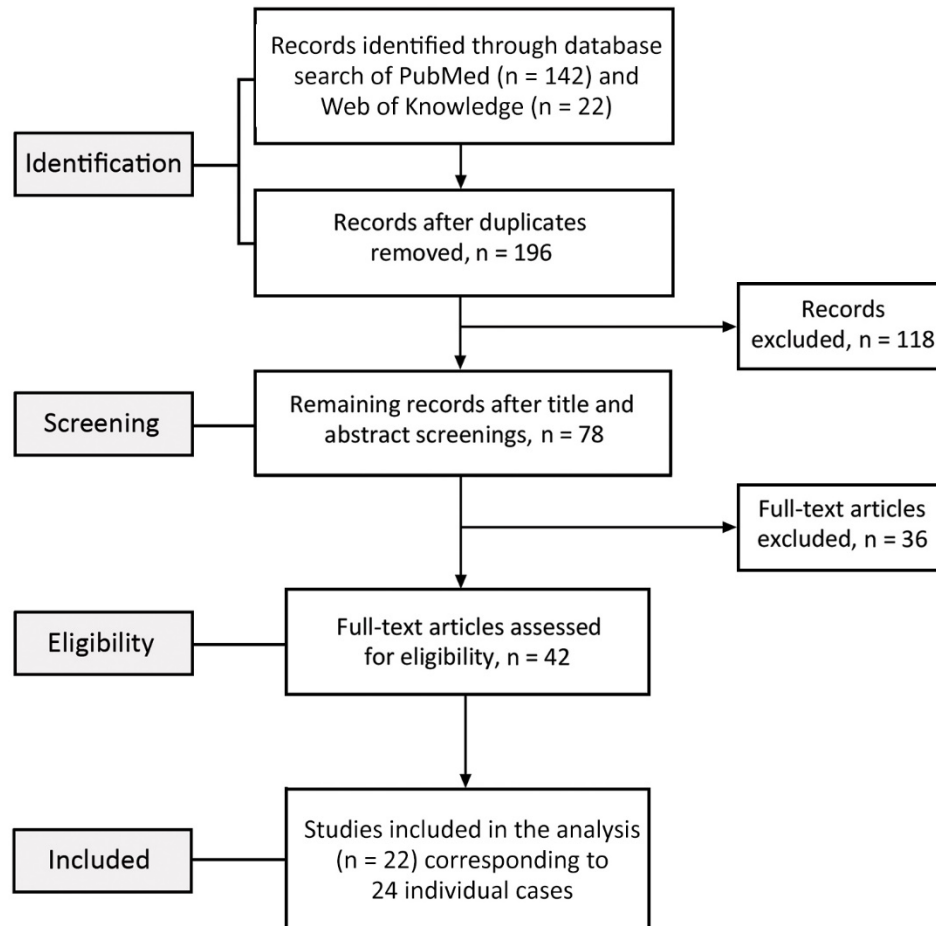 Records identified through database
search of PubMed (n = 142) and
Web of Knowledge (n = 22)
Identification
Records after duplicates
removed, n = 196
Records
excluded, n = 118
Remaining records after title and
abstract screenings, n = 78
Screening
Full-text articles
excluded, n = 36
Full-text articles assessed
for eligibility, n = 42
Eligibility
Studies included in the analysis
(n = 22) corresponding to
24 individual cases
Included